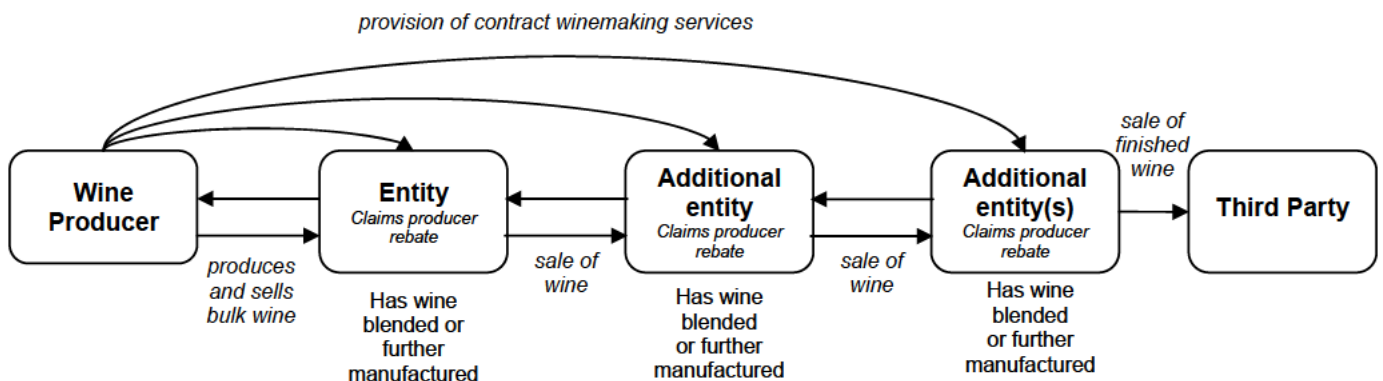 provision of contract winemaking services
Wine
Producer
Entity
Claims producer
rebate
Additional
entity
Claims producer
rebate
Additional
entity(s)
Claims producer
rebate
sale of
finished
wine
Third Party
produces
and sells
bulk wine
Has wine
blended or
further
manufactured
sale of
wine
Has wine
blended
or further
manufactured
sale of
wine
Has wine
blended
or further
manufactured